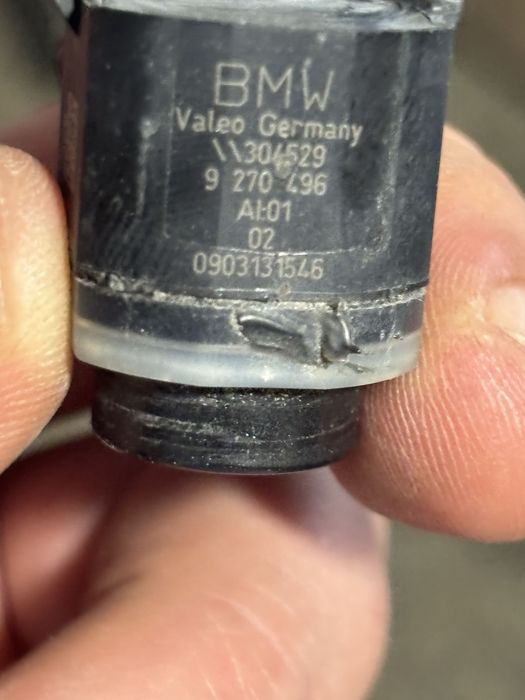 BMW
Valeo Germany
\\304529
9 270 496
AI:01
02
0903131546